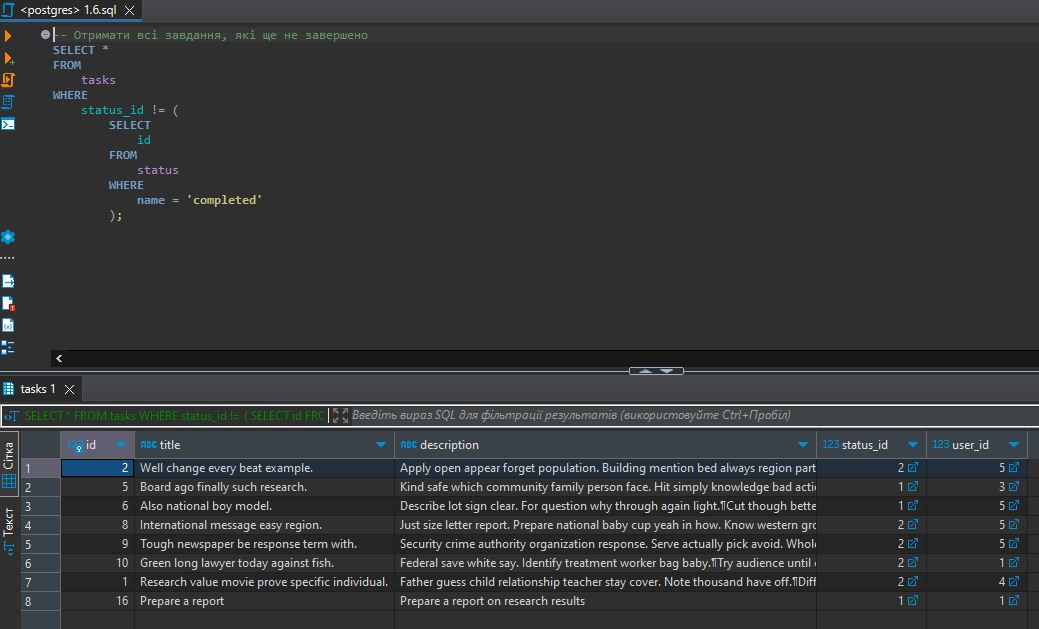 <postgres> 1.6.sql
-- Отримати всі завдання, які ще не завершено
SELECT *
FROM
tasks
WHERE
status_id != (
SELECT
id
FROM
status
WHERE
name = 'completed'
);
tasks 1
SELECT * FROM tasks WHERE status_id != ( SELECT id FRC
Введіть вираз SQL для фільтрації результатів (використовуйте Ctrl+Пробіл)
Сітка
Текст
123 id ABC title ABC description 123 status_id 123 user_id
1 2 Well change every beat example. Apply open appear forget population. Building mention bed always region part 2 5
2 5 Board ago finally such research. Kind safe which community family person face. Hit simply knowledge bad acti 1 3
3 6 Also national boy model. Describe lot sign clear. For question why through again light.¶Cut though bette 1 5
4 8 International message easy region. Just size letter report. Prepare national baby cup yeah in how. Know western gro 2 5
5 9 Tough newspaper be response term with. Security crime authority organization response. Serve actually pick avoid. Whol 2 5
6 10 Green long lawyer today against fish. Federal save white say. Identify treatment worker bag baby.¶Try audience until 2 1
7 1 Research value movie prove specific individual. Father guess child relationship teacher stay cover. Note thousand have off.¶Diff 2 4
8 16 Prepare a report Prepare a report on research results 1 1